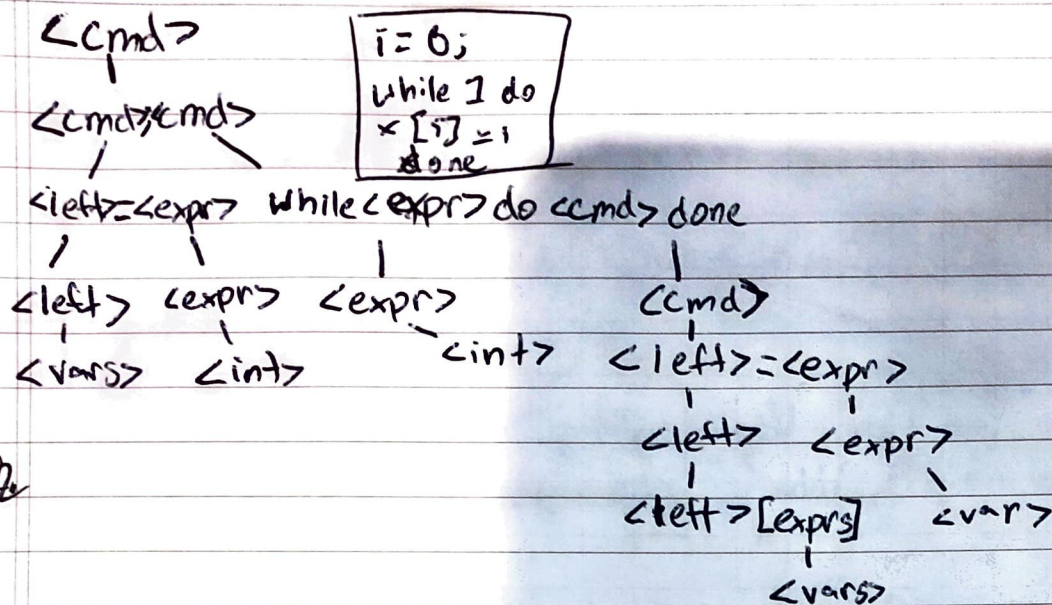 <cmd>
i = 0;
while 1 do
x [i] = i
done
<cmd>;<cmd>
<left>=<expr> while <expr> do <cmd> done
<left> <expr> <expr> <cmd>
<vars> <int> <int> <left>=<expr>
<left> <expr>
<left>[exprs] <var>
<vars>